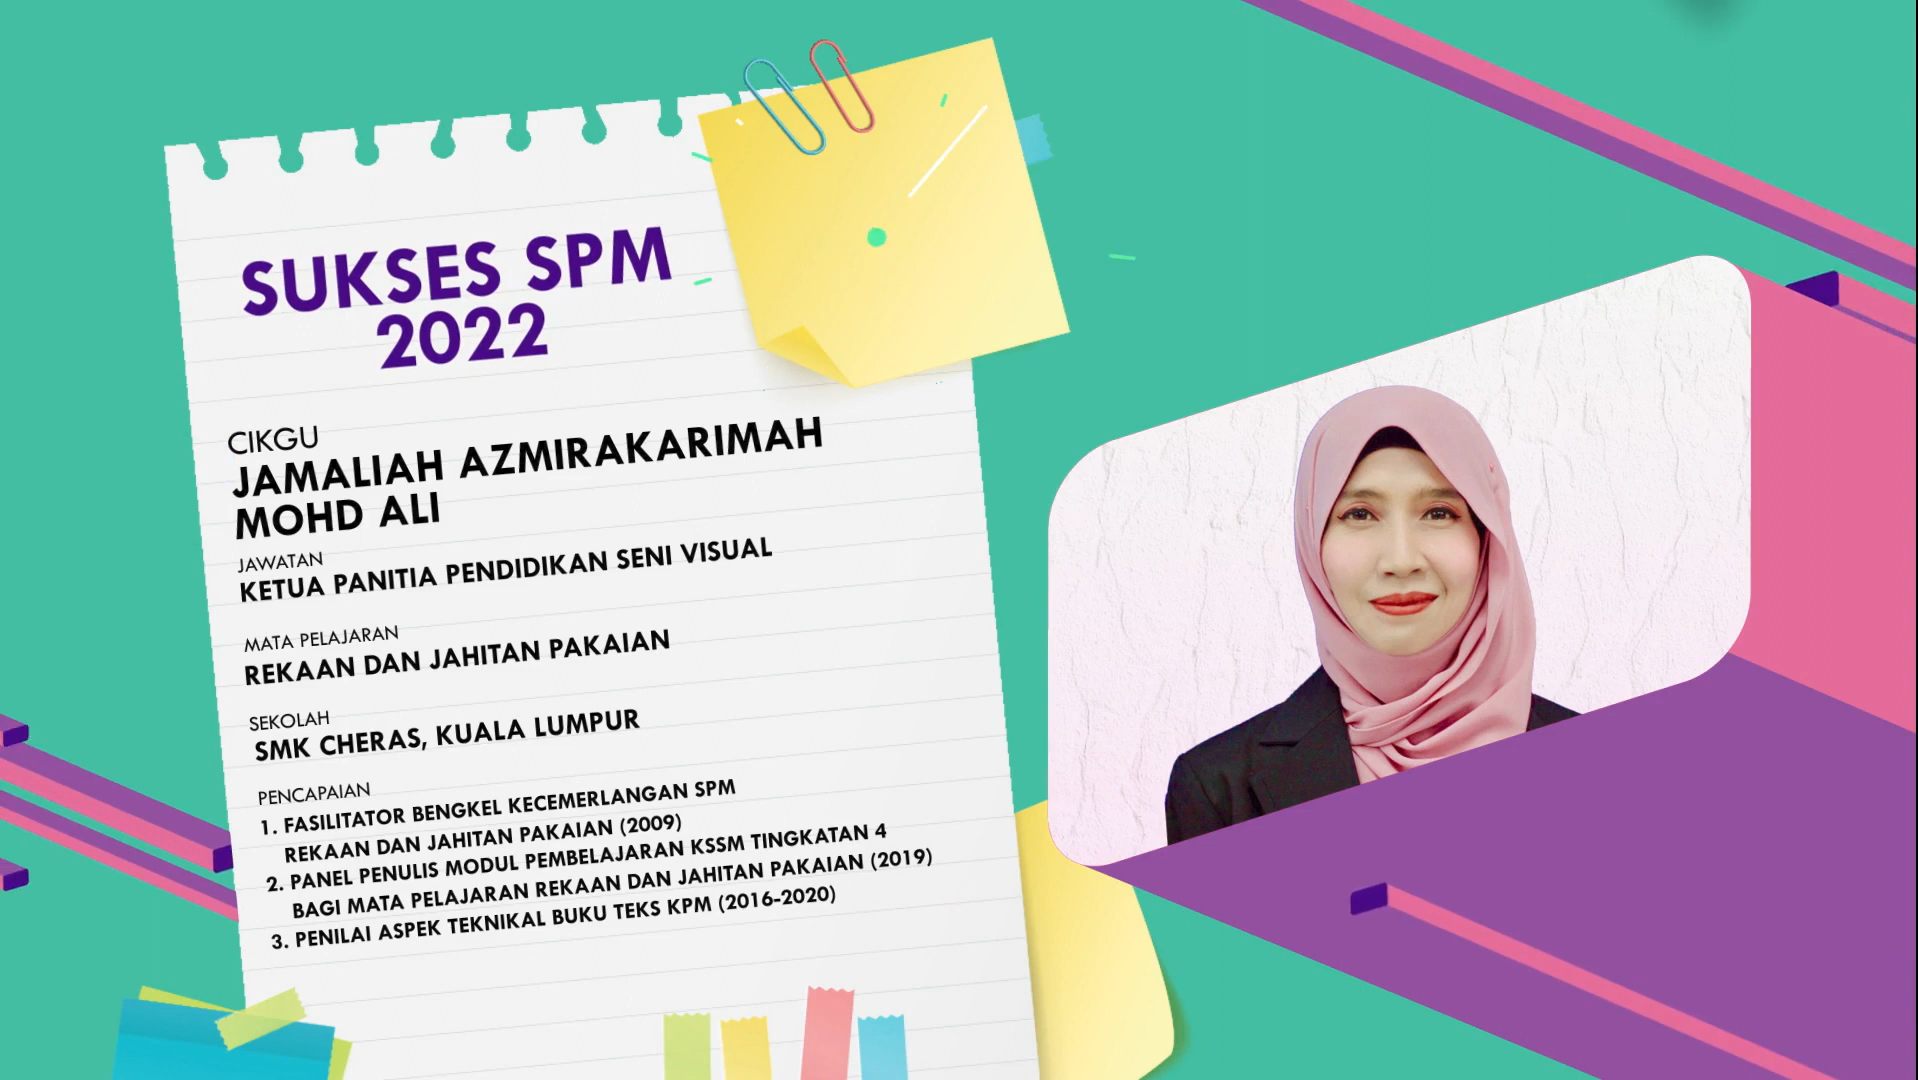 SUKSES SPM
2022
CIKGU
JAMALIAH AZMIRAKARIMAH
MOHD ALI
JAWATAN
KETUA PANITIA PENDIDIKAN SENI VISUAL
MATA PELAJARAN
REKAAN DAN JAHITAN PAKAIAN
SEKOLAH
SMK CHERAS, KUALA LUMPUR
PENCAPAIAN
1. FASILITATOR BENGKEL KECEMERLANGAN SPM
REKAAN DAN JAHITAN PAKAIAN (2009)
2. PANEL PENULIS MODUL PEMBELAJARAN KSSM TINGKATAN 4
BAGI MATA PELAJARAN REKAAN DAN JAHITAN PAKAIAN (2019)
3. PENILAI ASPEK TEKNIKAL BUKU TEKS KPM (2016-2020)